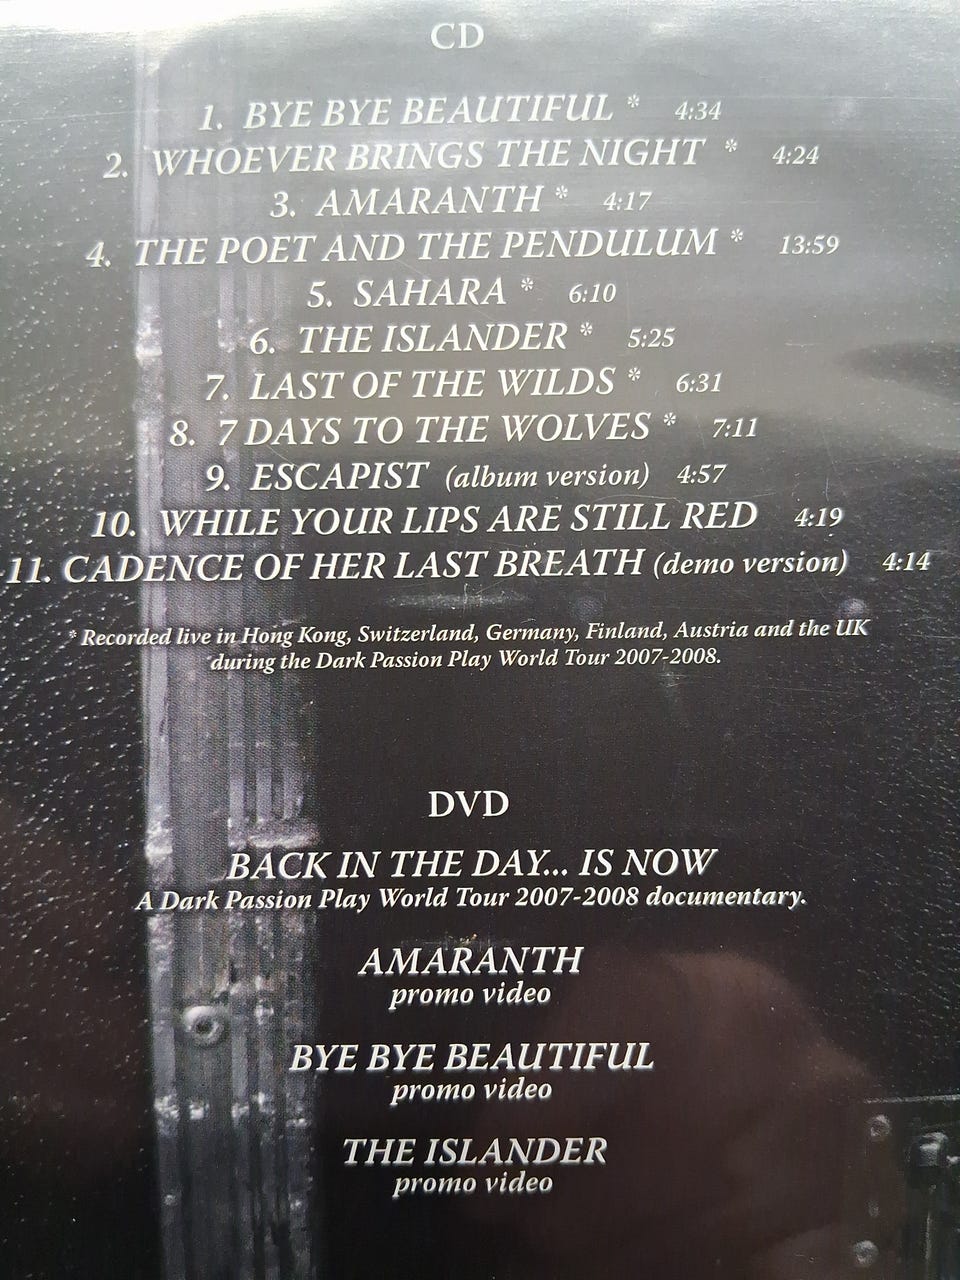 CD
1. BYE BYE BEAUTIFUL * 4:34
2. WHOEVER BRINGS THE NIGHT * 4:24
3. AMARANTH * 4:17
4. THE POET AND THE PENDULUM * 13:59
5. SAHARA * 6:10
6. THE ISLANDER * 5:25
7. LAST OF THE WILDS * 6:31
8. 7 DAYS TO THE WOLVES * 7:11
9. ESCAPIST (album version) 4:57
10. WHILE YOUR LIPS ARE STILL RED 4:19
11. CADENCE OF HER LAST BREATH (demo version) 4:14
* Recorded live in Hong Kong, Switzerland, Germany, Finland, Austria and the UK
during the Dark Passion Play World Tour 2007-2008.
DVD
BACK IN THE DAY... IS NOW
A Dark Passion Play World Tour 2007-2008 documentary.
AMARANTH
promo video
BYE BYE BEAUTIFUL
promo video
THE ISLANDER
promo video